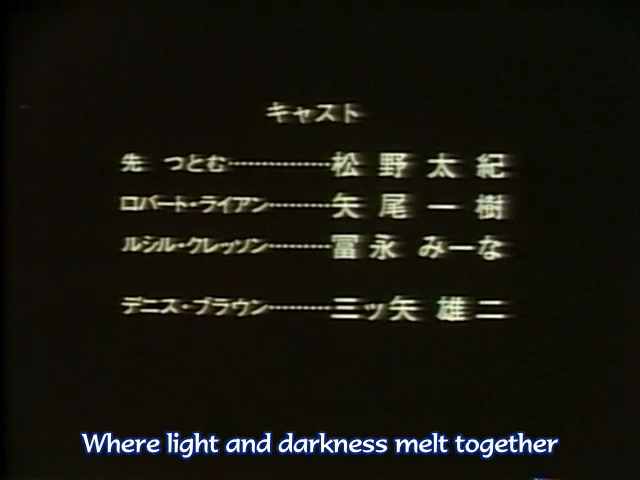 キャスト
先 つとむ…………松野太紀
ロバート・ライアン………矢尾一樹
ルシル・クレッソン………冨永みーな
デニス・ブラウン………三ッ矢雄二
Where light and darkness melt together